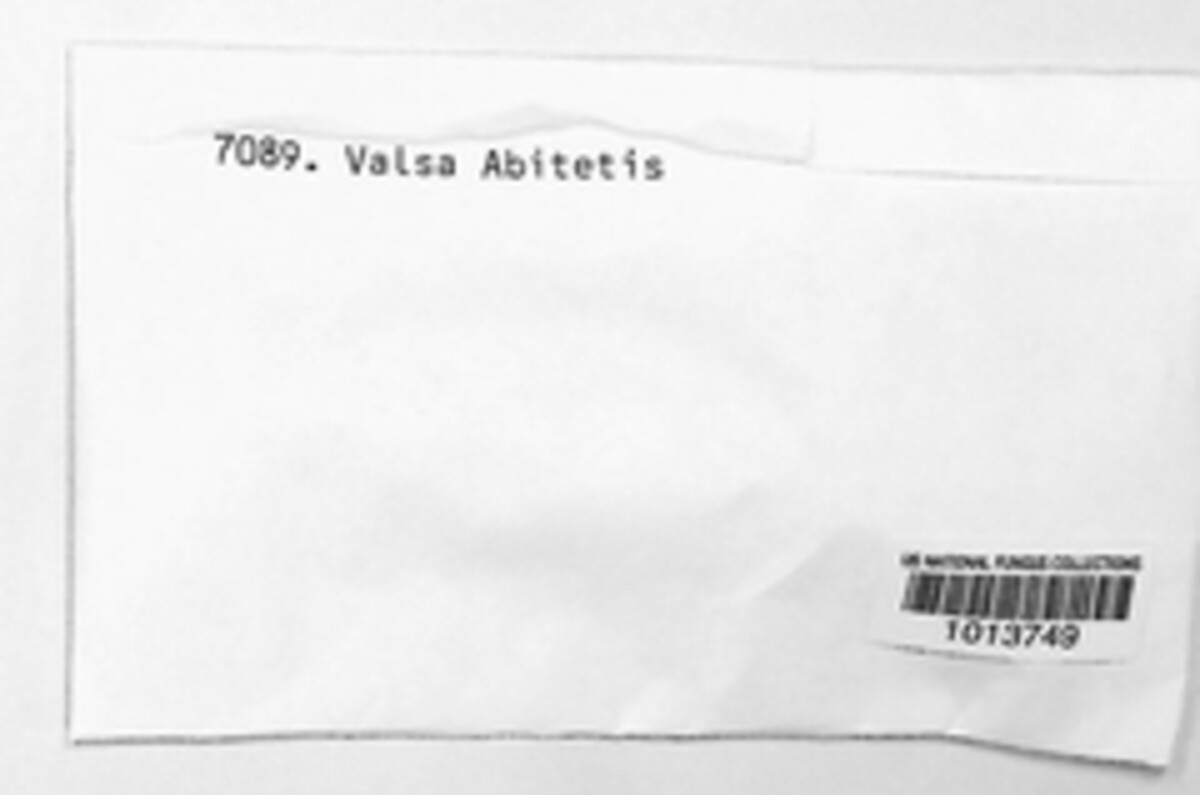 7089. Valsa Abitetis
US NATIONAL FUNGUS COLLECTIONS
1013749